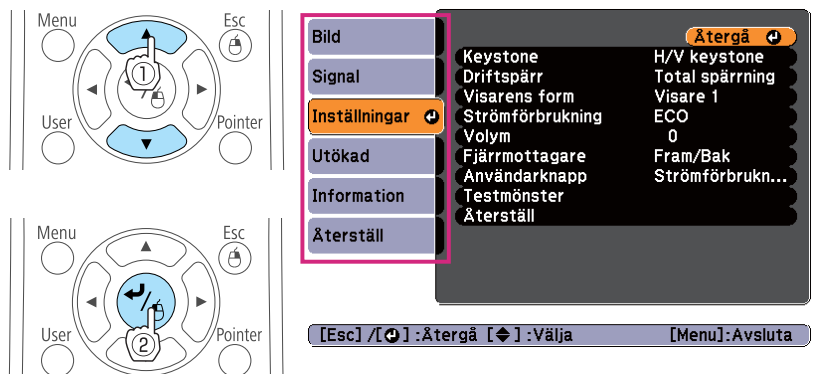 Menu Esc
①
User Pointer
Menu Esc
②
User Pointer
Bild
Signal
Inställningar
Utökad
Information
Återställ
Återgå
Keystone H/V keystone
Driftspärr Total spärrning
Visarens form Visare 1
Strömförbrukning ECO
Volym 0
Fjärrmottagare Fram/Bak
Användarknapp Strömförbrukn...
Testmönster
Återställ
[Esc] /[⏎] :Återgå [◆] :Välja [Menu]:Avsluta